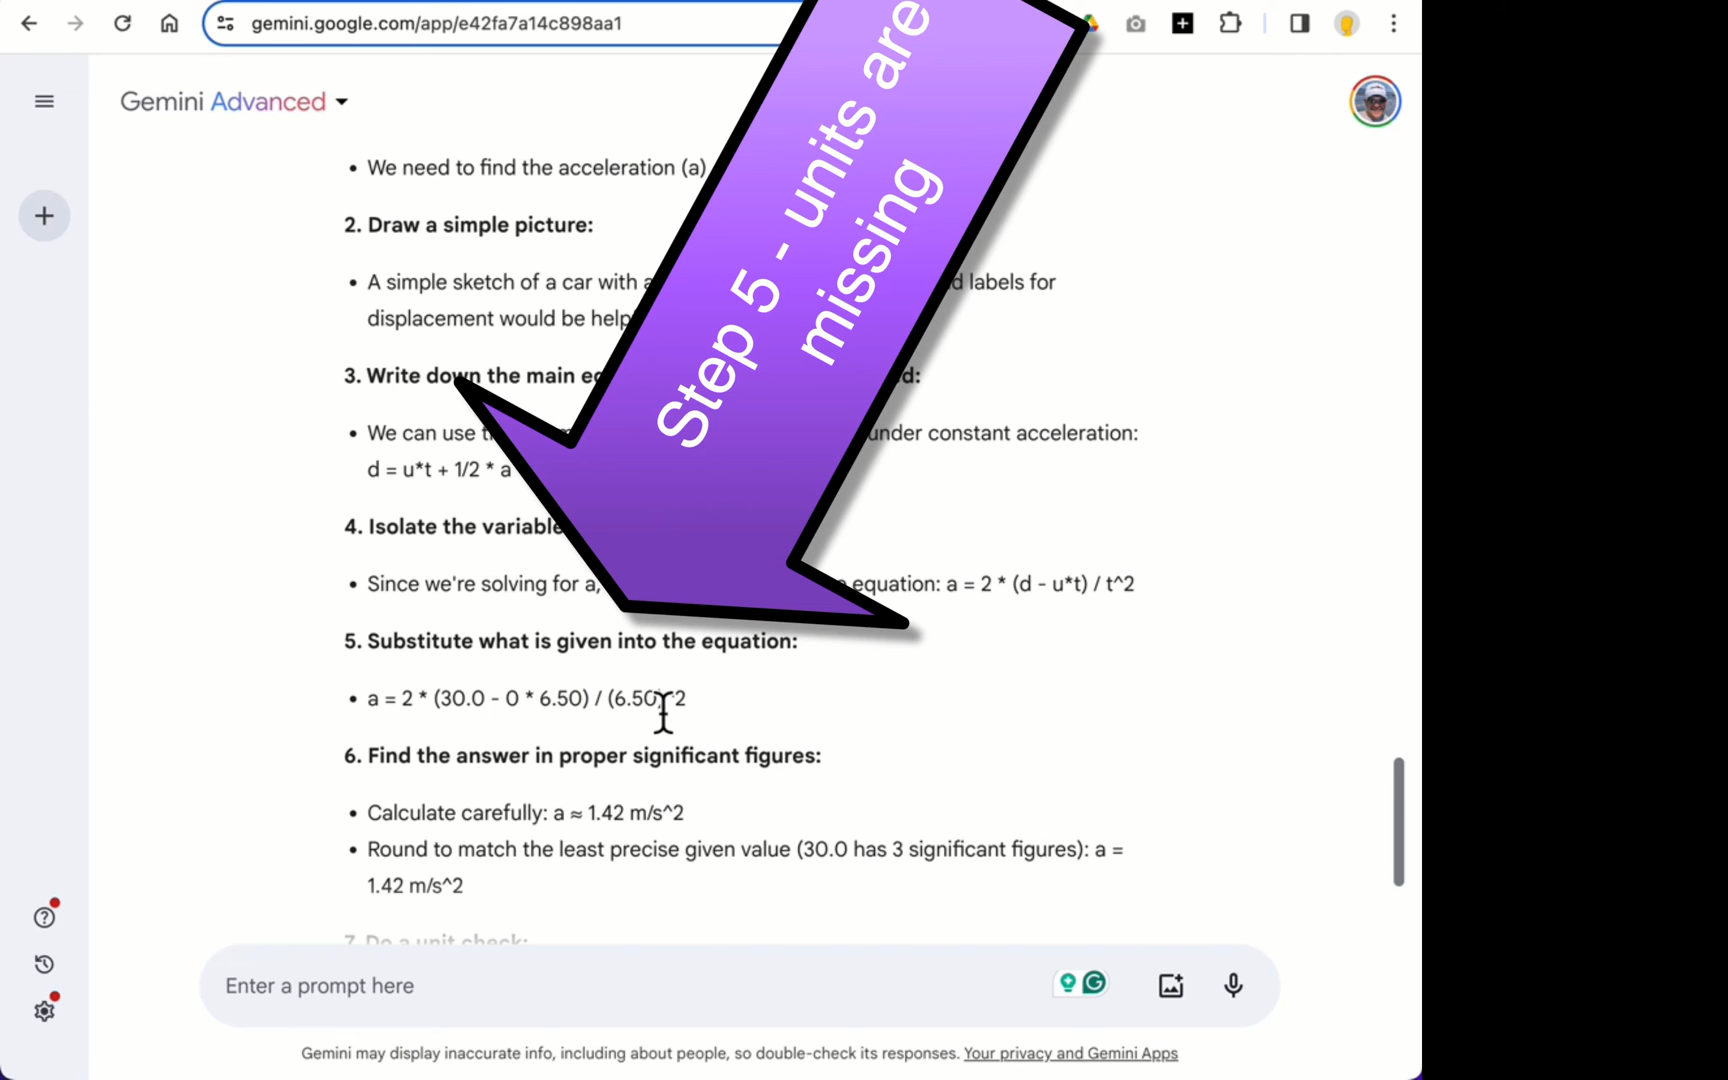 gemini.google.com/app/e42fa7a14c898aa1
Gemini Advanced
Step 5 - units are
missing
• We need to find the acceleration (a)
2. Draw a simple picture:
• A simple sketch of a car with labels for
displacement would be
3. Write down the main
• We can use under constant acceleration:
d = u*t + 1/2 * a
4. Isolate the variable
• Since we're solving for a, equation: a = 2 * (d - u*t) / t^2
5. Substitute what is given into the equation:
• a = 2 * (30.0 - 0 * 6.50) / (6.50)^2
6. Find the answer in proper significant figures:
• Calculate carefully: a ≈ 1.42 m/s^2
• Round to match the least precise given value (30.0 has 3 significant figures): a =
1.42 m/s^2
7. Do a unit check:
Enter a prompt here
Gemini may display inaccurate info, including about people, so double-check its responses. Your privacy and Gemini Apps